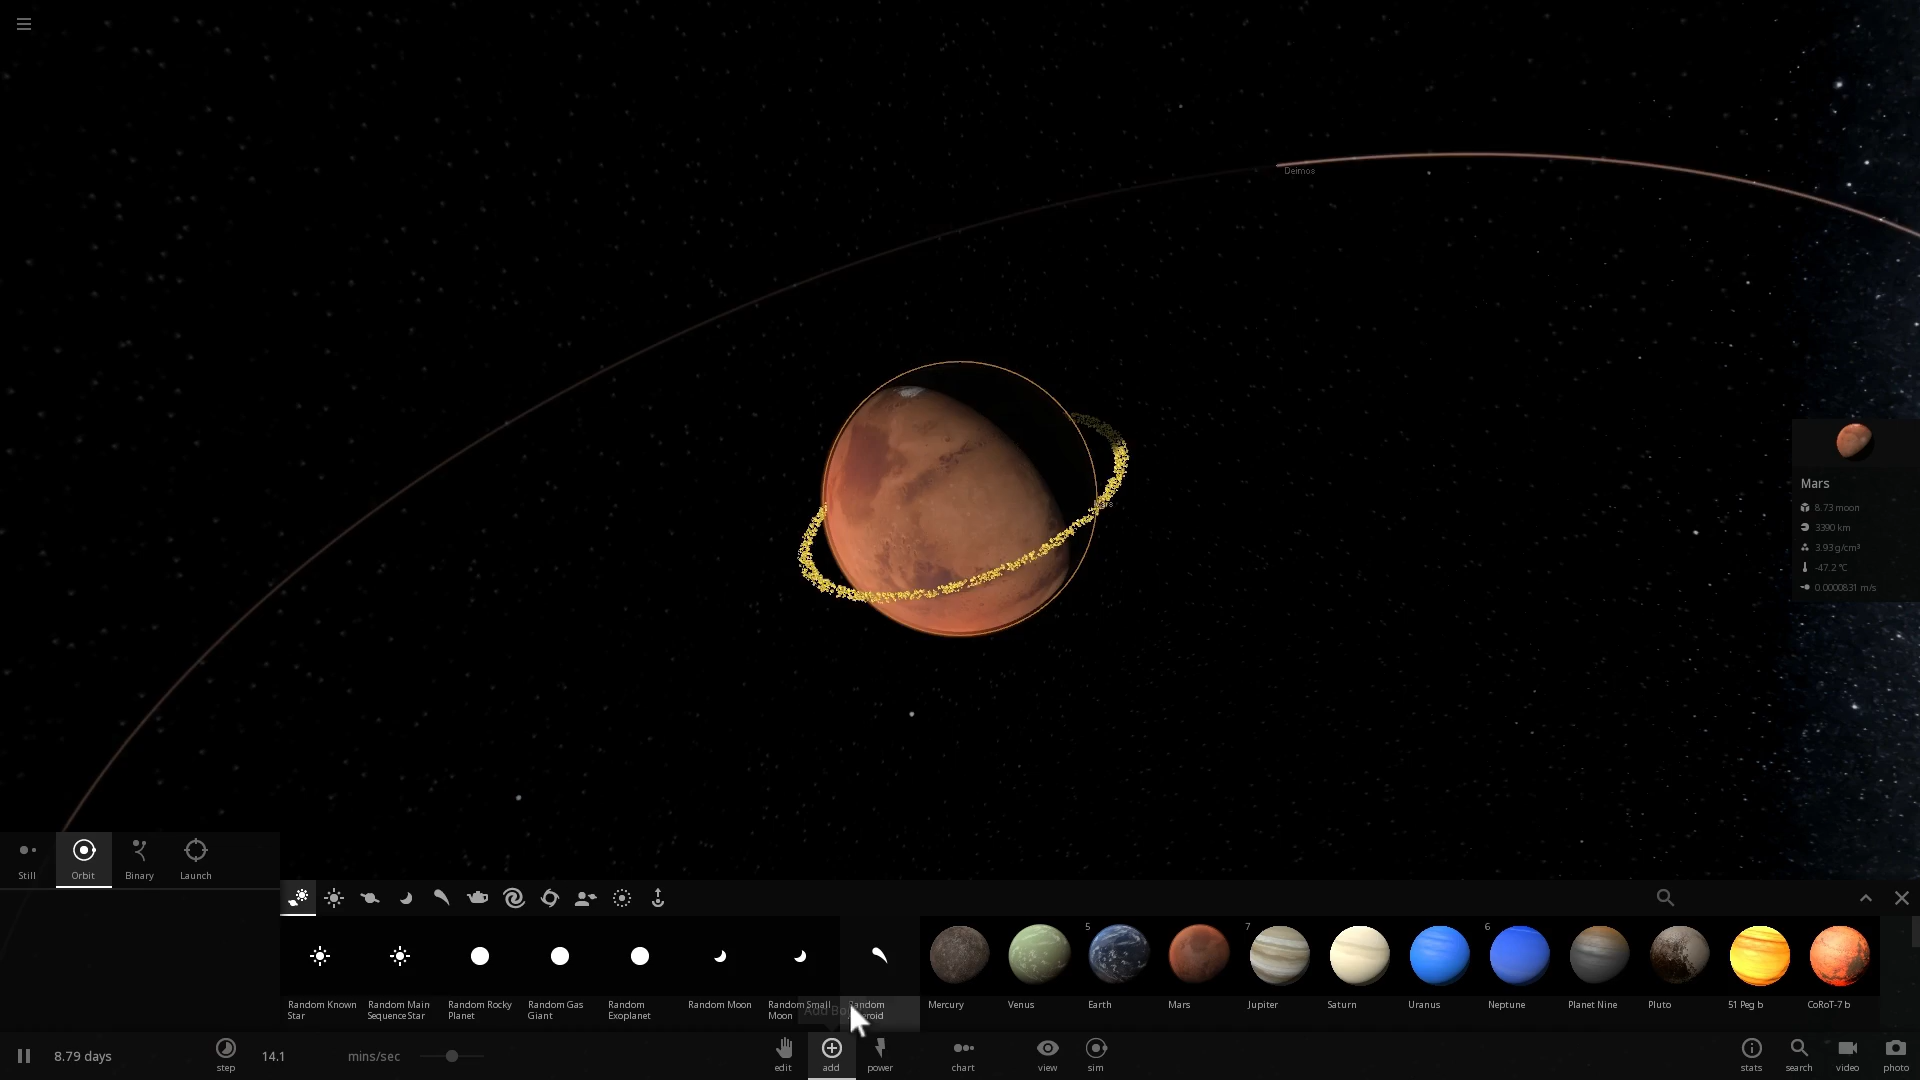 Deimos
Mars
8.73 moon
3390 km
3.93 g/cm³
-47.2 °C
0.0000831 m/s
Still
Orbit
Binary
Launch
5
7
6
Random Known
Star
Random Main
Sequence Star
Random Rocky
Planet
Random Gas
Giant
Random
Exoplanet
Random Moon
Random Small
Moon
Random
Mercury
Venus
Earth
Mars
Jupiter
Saturn
Uranus
Neptune
Planet Nine
Pluto
51 Peg b
CoRoT-7 b
8.79 days
step
14.1
mins/sec
edit
add
power
chart
view
sim
stats
search
video
photo